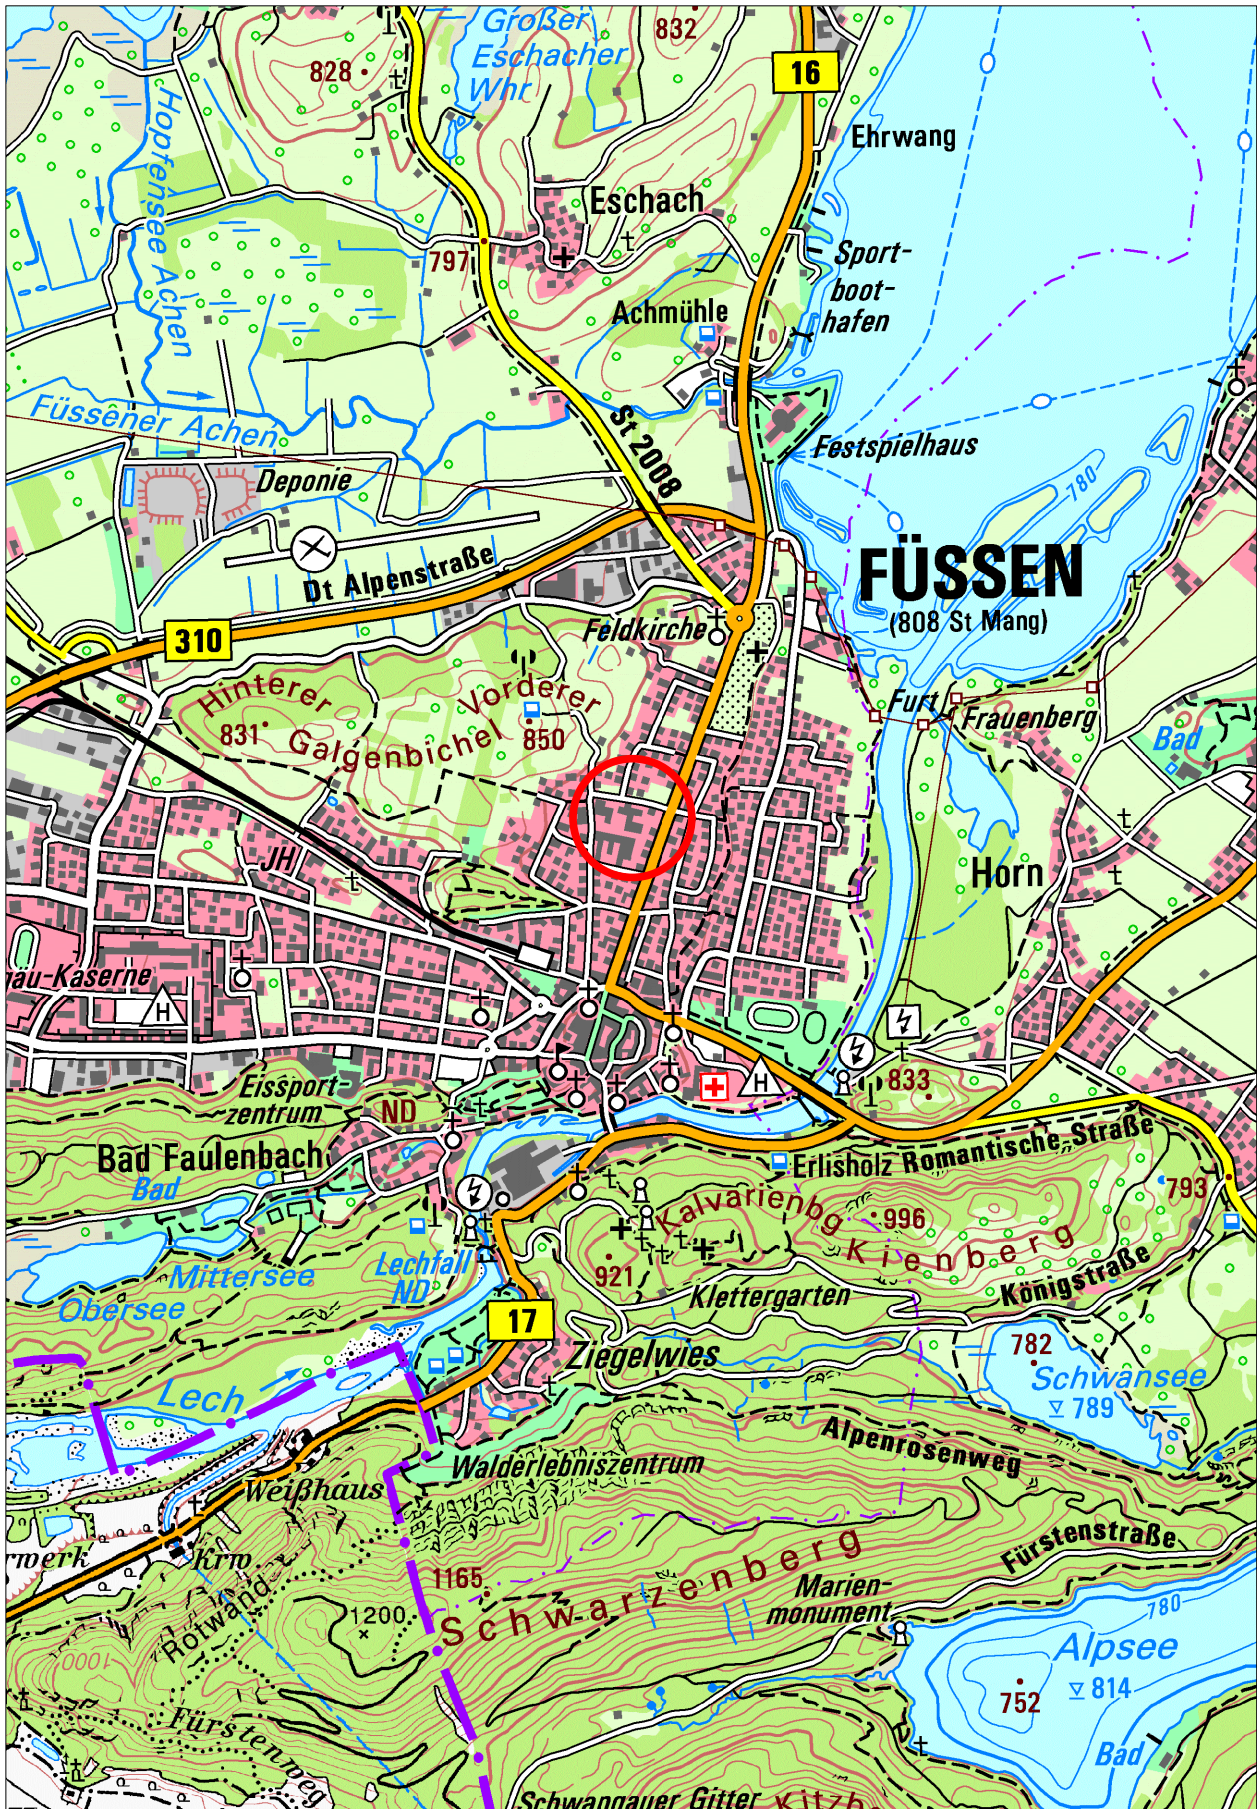 Großer
Eschacher
Whr
832
828
16
Ehrwang
Hopfensee Achen
Eschach
797
Sport-
boot-
hafen
Achmühle
Füssener Achen
St 2008
Festspielhaus
Deponie
780
FÜSSEN
(808 St Mang)
Dt Alpenstraße
310
Feldkirche
Hinterer
Vorderer
Galgenbichel
831
850
Furt
Frauenberg
Bad
JH
Horn
gäu-Kaserne
H
Eissport-
zentrum
ND
H
833
Bad Faulenbach
Bad
Erlisholz
Romantische Straße
793
Kalvarienbg
996
Kienberg
Mittersee
Obersee
Lechfall
ND
921
Klettergarten
Königstraße
17
Ziegelwies
782
Schwansee
789
Lech
Alpenrosenweg
Walderlebniszentrum
Weißhaus
rwerk
Krw
Rotwand
1165
1200
Schwarzenberg
Fürstenstraße
Marien-
monument
780
Alpsee
814
752
1000
Fürstenweg
Bad
Schwangauer Gitter
Kitzb